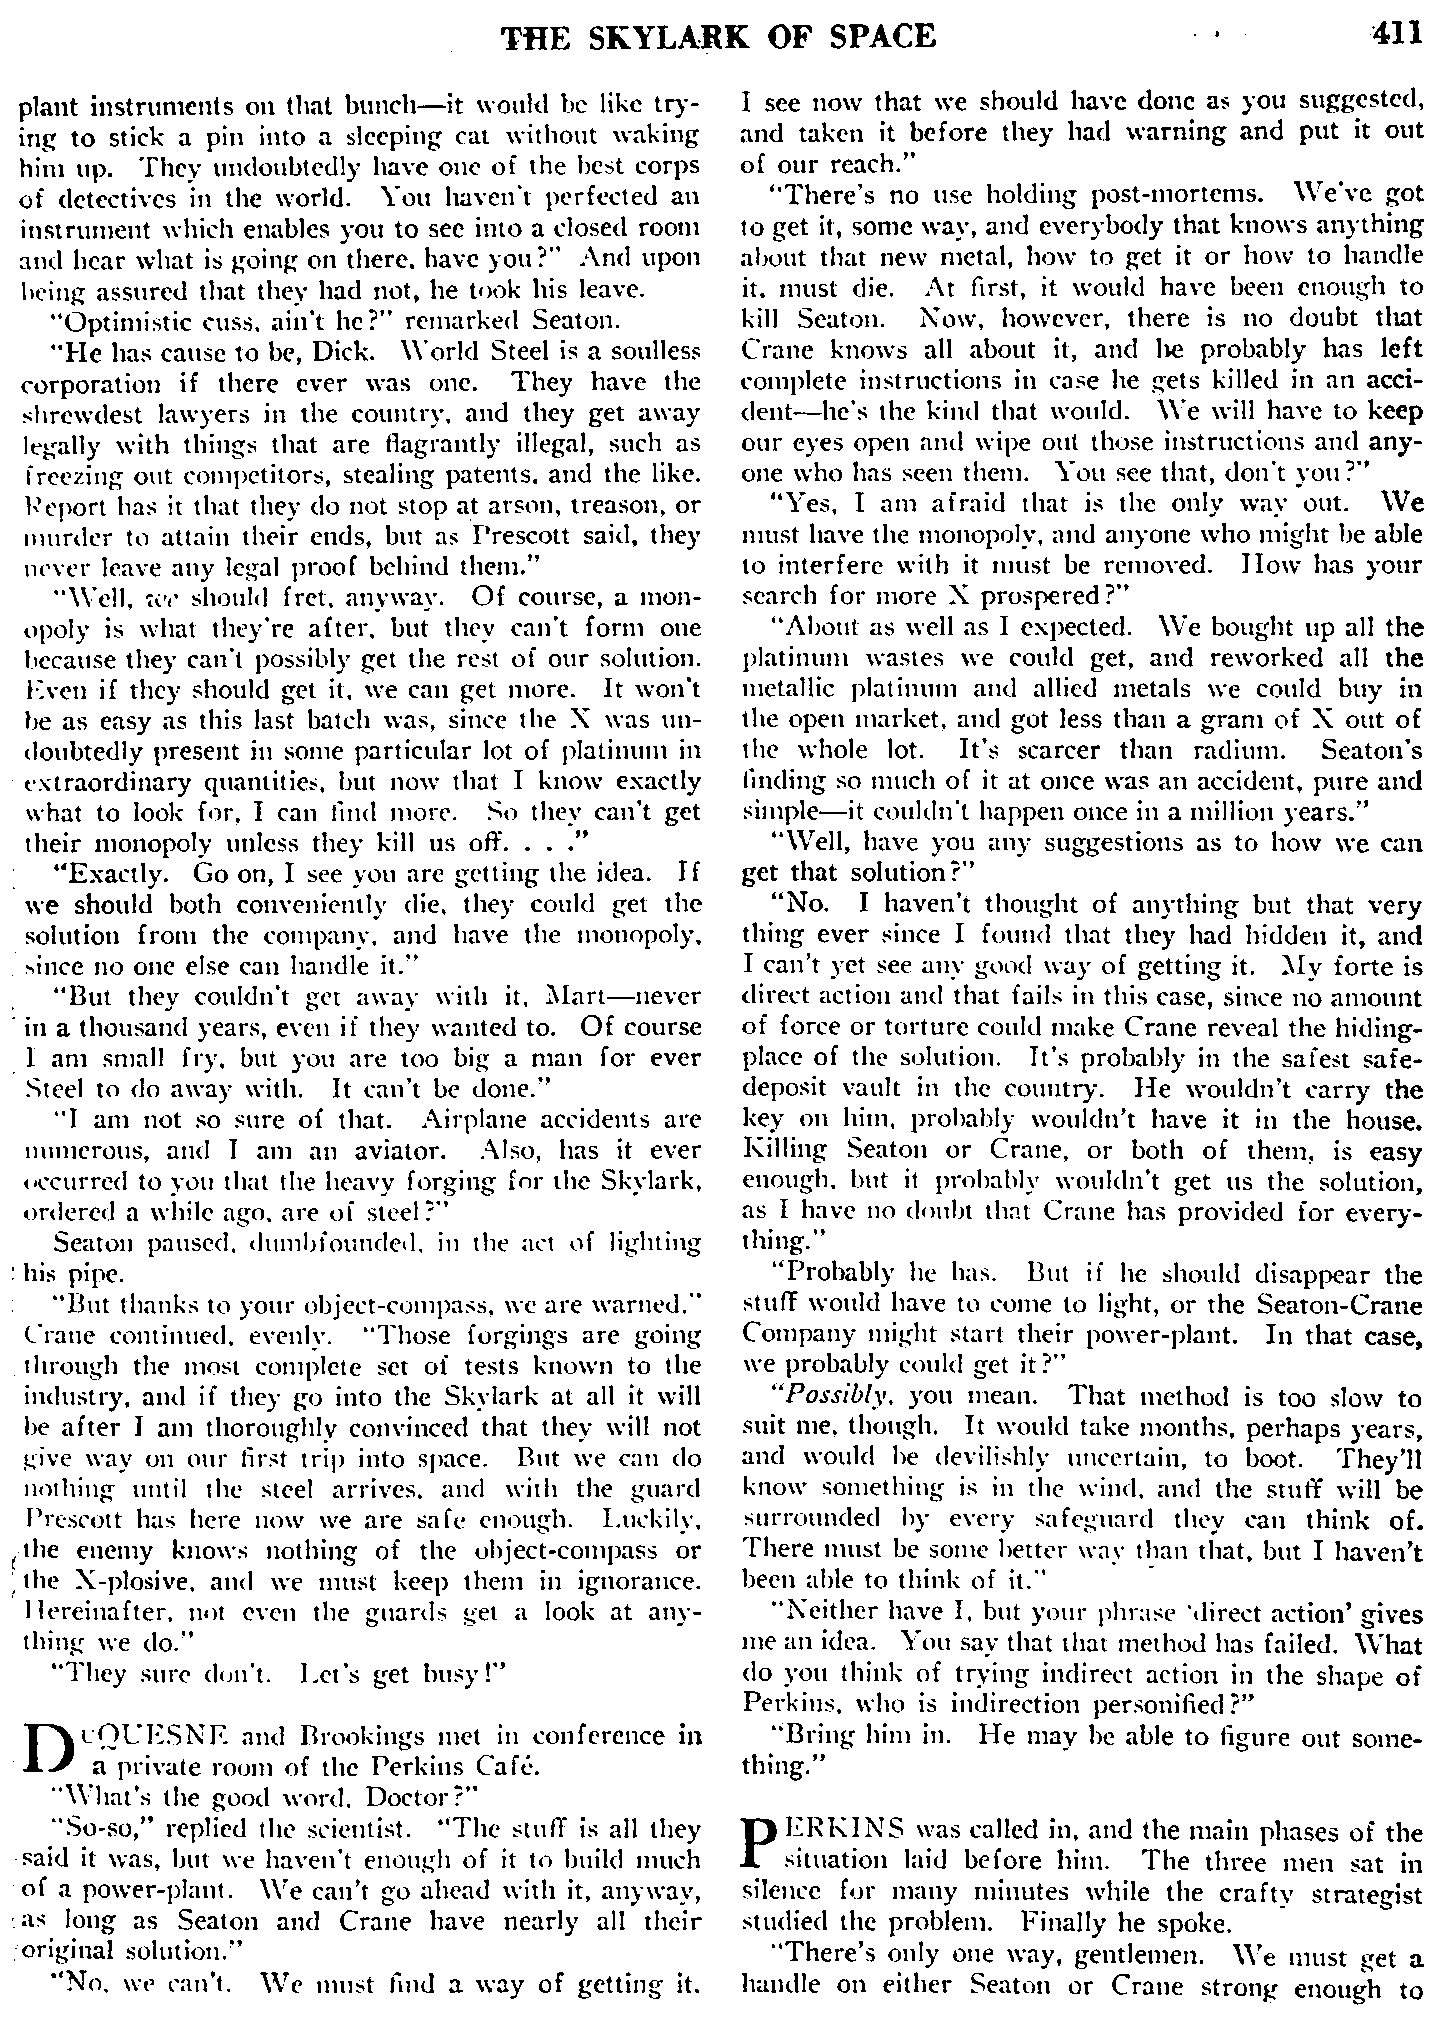 THE SKYLARK OF SPACE
411
plant instruments on that bunch—it would be like try-
ing to stick a pin into a sleeping cat without waking
him up. They undoubtedly have one of the best corps
of detectives in the world. You haven't perfected an
instrument which enables you to see into a closed room
and hear what is going on there, have you?" And upon
being assured that they had not, he took his leave.
"Optimistic cuss, ain't he?" remarked Seaton.
"He has cause to be, Dick. World Steel is a soulless
corporation if there ever was one. They have the
shrewdest lawyers in the country, and they get away
legally with things that are flagrantly illegal, such as
freezing out competitors, stealing patents, and the like.
Report has it that they do not stop at arson, treason, or
murder to attain their ends, but as Prescott said, they
never leave any legal proof behind them."
"Well, we should fret, anyway. Of course, a mon-
opoly is what they're after, but they can't form one
because they can't possibly get the rest of our solution.
Even if they should get it, we can get more. It won't
be as easy as this last batch was, since the X was un-
doubtedly present in some particular lot of platinum in
extraordinary quantities, but now that I know exactly
what to look for, I can find more. So they can't get
their monopoly unless they kill us off. . . ."
"Exactly. Go on, I see you are getting the idea. If
we should both conveniently die, they could get the
solution from the company, and have the monopoly,
since no one else can handle it."
"But they couldn't get away with it, Mart—never
in a thousand years, even if they wanted to. Of course
I am small fry, but you are too big a man for ever
Steel to do away with. It can't be done."
"I am not so sure of that. Airplane accidents are
numerous, and I am an aviator. Also, has it ever
occurred to you that the heavy forging for the Skylark,
ordered a while ago, are of steel?"
Seaton paused, dumbfounded, in the act of lighting
his pipe.
"But thanks to your object-compass, we are warned."
Crane continued, evenly. "Those forgings are going
through the most complete set of tests known to the
industry, and if they go into the Skylark at all it will
be after I am thoroughly convinced that they will not
give way on our first trip into space. But we can do
nothing until the steel arrives, and with the guard
Prescott has here now we are safe enough. Luckily,
the enemy knows nothing of the object-compass or
the X-plosive, and we must keep them in ignorance.
Hereinafter, not even the guards get a look at any-
thing we do."
"They sure don't. Let's get busy!"
DUQUESNE and Brookings met in conference in
a private room of the Perkins Café.
"What's the good word, Doctor?"
"So-so," replied the scientist. "The stuff is all they
said it was, but we haven't enough of it to build much
of a power-plant. We can't go ahead with it, anyway,
as long as Seaton and Crane have nearly all their
original solution."
"No, we can't. We must find a way of getting it.
I see now that we should have done as you suggested,
and taken it before they had warning and put it out
of our reach."
"There's no use holding post-mortems. We've got
to get it, some way, and everybody that knows anything
about that new metal, how to get it or how to handle
it, must die. At first, it would have been enough to
kill Seaton. Now, however, there is no doubt that
Crane knows all about it, and he probably has left
complete instructions in case he gets killed in an acci-
dent—he's the kind that would. We will have to keep
our eyes open and wipe out those instructions and any-
one who has seen them. You see that, don't you?"
"Yes, I am afraid that is the only way out. We
must have the monopoly, and anyone who might be able
to interfere with it must be removed. How has your
search for more X prospered?"
"About as well as I expected. We bought up all the
platinum wastes we could get, and reworked all the
metallic platinum and allied metals we could buy in
the open market, and got less than a gram of X out of
the whole lot. It's scarcer than radium. Seaton's
finding so much of it at once was an accident, pure and
simple—it couldn't happen once in a million years."
"Well, have you any suggestions as to how we can
get that solution?"
"No. I haven't thought of anything but that very
thing ever since I found that they had hidden it, and
I can't yet see any good way of getting it. My forte is
direct action and that fails in this case, since no amount
of force or torture could make Crane reveal the hiding-
place of the solution. It's probably in the safest safe-
deposit vault in the country. He wouldn't carry the
key on him, probably wouldn't have it in the house.
Killing Seaton or Crane, or both of them, is easy
enough, but it probably wouldn't get us the solution,
as I have no doubt that Crane has provided for every-
thing."
"Probably he has. But if he should disappear the
stuff would have to come to light, or the Seaton-Crane
Company might start their power-plant. In that case,
we probably could get it?"
"Possibly, you mean. That method is too slow to
suit me, though. It would take months, perhaps years,
and would be devilishly uncertain, to boot. They'll
know something is in the wind, and the stuff will be
surrounded by every safeguard they can think of.
There must be some better way than that, but I haven't
been able to think of it."
"Neither have I, but your phrase 'direct action' gives
me an idea. You say that that method has failed. What
do you think of trying indirect action in the shape of
Perkins, who is indirection personified?"
"Bring him in. He may be able to figure out some-
thing."
PERKINS was called in, and the main phases of the
situation laid before him. The three men sat in
silence for many minutes while the crafty strategist
studied the problem. Finally he spoke.
"There's only one way, gentlemen. We must get a
handle on either Seaton or Crane strong enough to